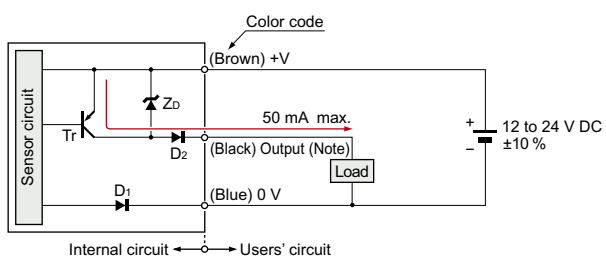 Color code
(Brown) +V
Sensor circuit
Tr
ZD
50 mA max.
D2
(Black) Output (Note)
Load
+
−
12 to 24 V DC
±10 %
D1
(Blue) 0 V
Internal circuit
Users' circuit